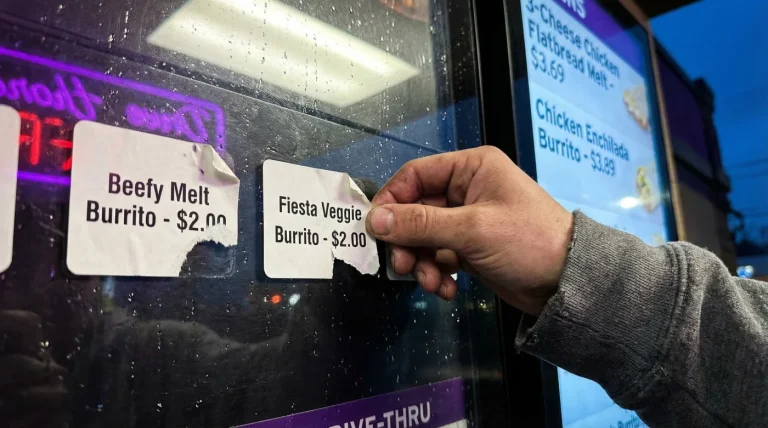 Beefy Melt
Burrito - $2.00
Fiesta Veggie
Burrito - $2.00
3-Cheese Chicken
Flatbread Melt -
$3.69
Chicken Enchilada
Burrito - $3.89
DRIVE-THRU